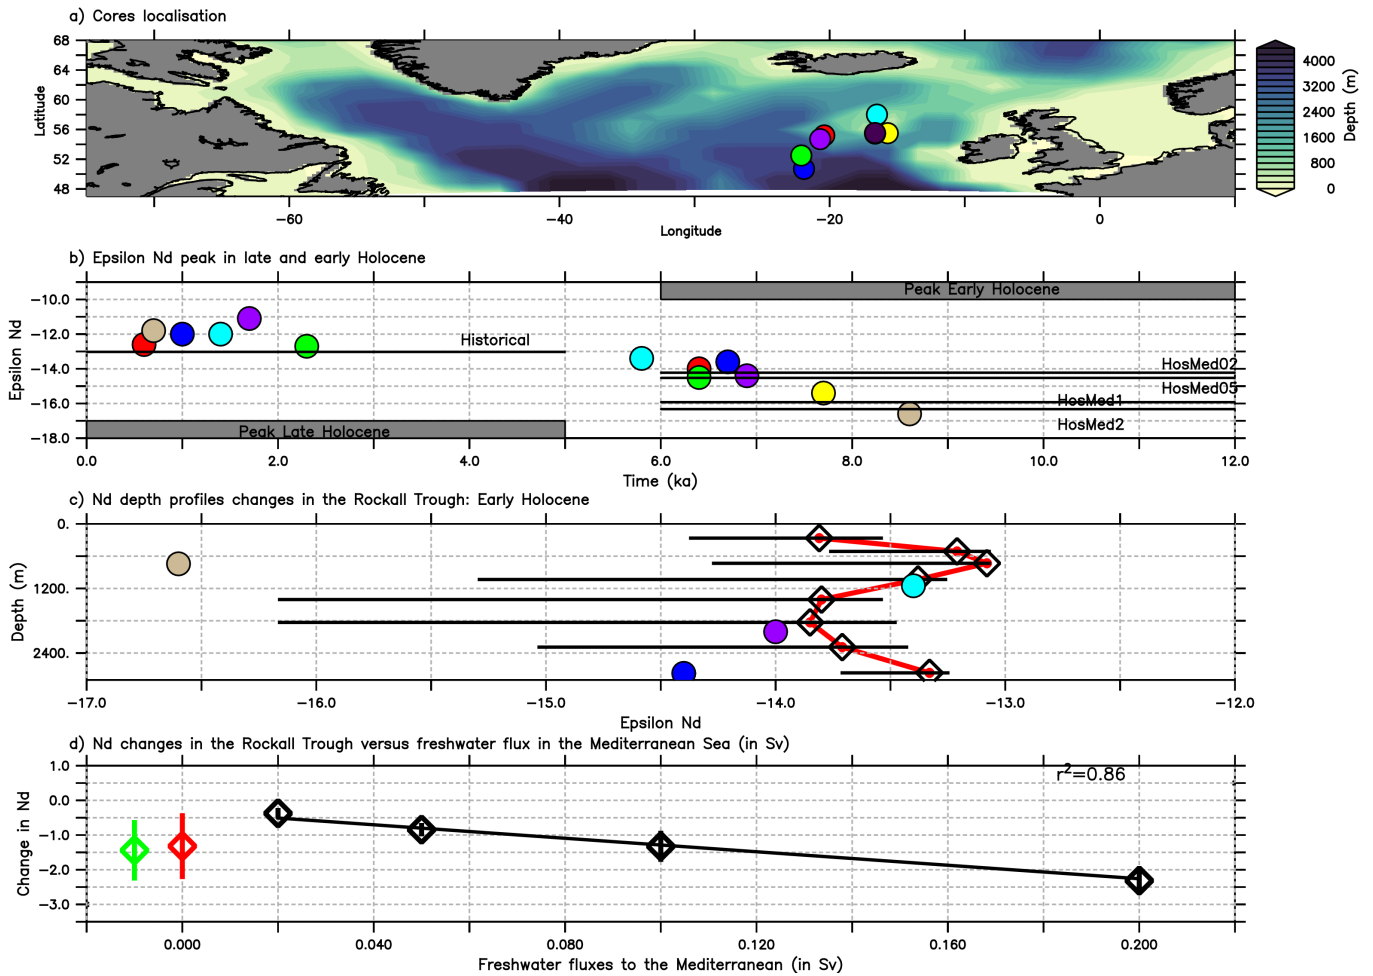 a) Cores localisation
68
64
60
56
52
48
Latitude
−60
−40
−20
0
Longitude
4000
3200
2400
1600
800
0
Depth (m)
b) Epsilon Nd peak in late and early Holocene
−10.0
−12.0
−14.0
−16.0
−18.0
Epsilon Nd
Peak Early Holocene
Historical
HosMed02
HosMed05
HosMed1
HosMed2
Peak Late Holocene
0.0
2.0
4.0
6.0
8.0
10.0
12.0
Time (ka)
c) Nd depth profiles changes in the Rockall Trough: Early Holocene
0.
1200.
2400.
Depth (m)
−17.0
−16.0
−15.0
−14.0
−13.0
−12.0
Epsilon Nd
d) Nd changes in the Rockall Trough versus freshwater flux in the Mediterranean Sea (in Sv)
1.0
0.0
−1.0
−2.0
−3.0
Change in Nd
r²=0.86
0.000
0.040
0.080
0.120
0.160
0.200
Freshwater fluxes to the Mediterranean (in Sv)